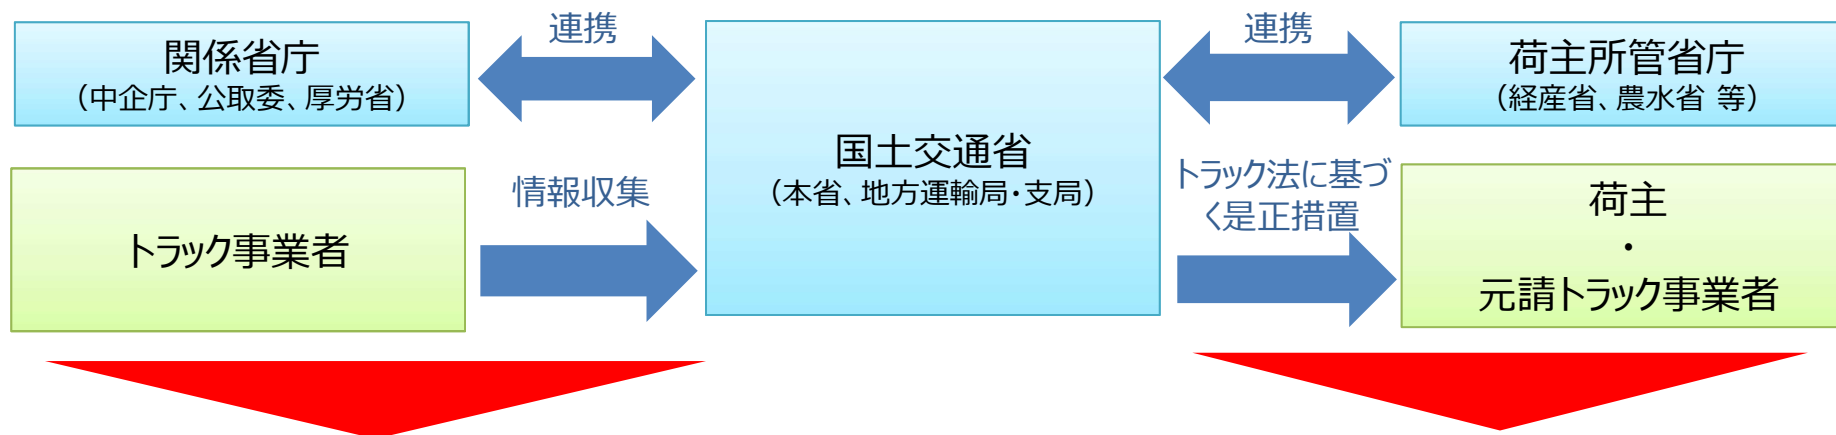 連携
連携
関係省庁
（中企庁、公取委、厚労省）
国土交通省
（本省、地方運輸局・支局）
荷主所管省庁
（経産省、農水省 等）
トラック事業者
情報収集
トラック法に基づ
く是正措置
荷主
・
元請トラック事業者